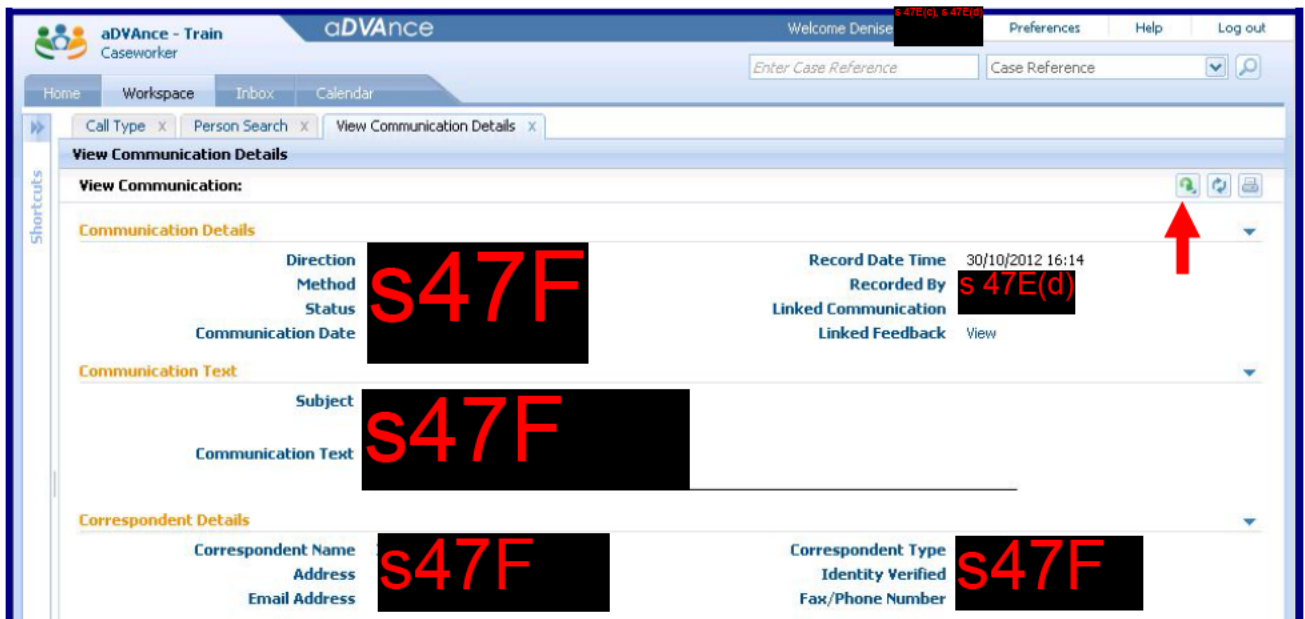 s 47E(c), s 47E(d)
aDVAnce - Train
Caseworker
aDVAnce
Welcome Denise
Preferences
Help
Log out
Enter Case Reference
Case Reference
Home
Workspace
Inbox
Calendar
Call Type x
Person Search x
View Communication Details x
Shortcuts
View Communication Details
View Communication:
Communication Details
Direction
Method
Status
Communication Date
s47F
Record Date Time 30/10/2012 16:14
Recorded By
s 47E(d)
Linked Communication
Linked Feedback View
Communication Text
Subject
Communication Text
s47F
Correspondent Details
Correspondent Name
Address
Email Address
s47F
Correspondent Type
Identity Verified
Fax/Phone Number
s47F